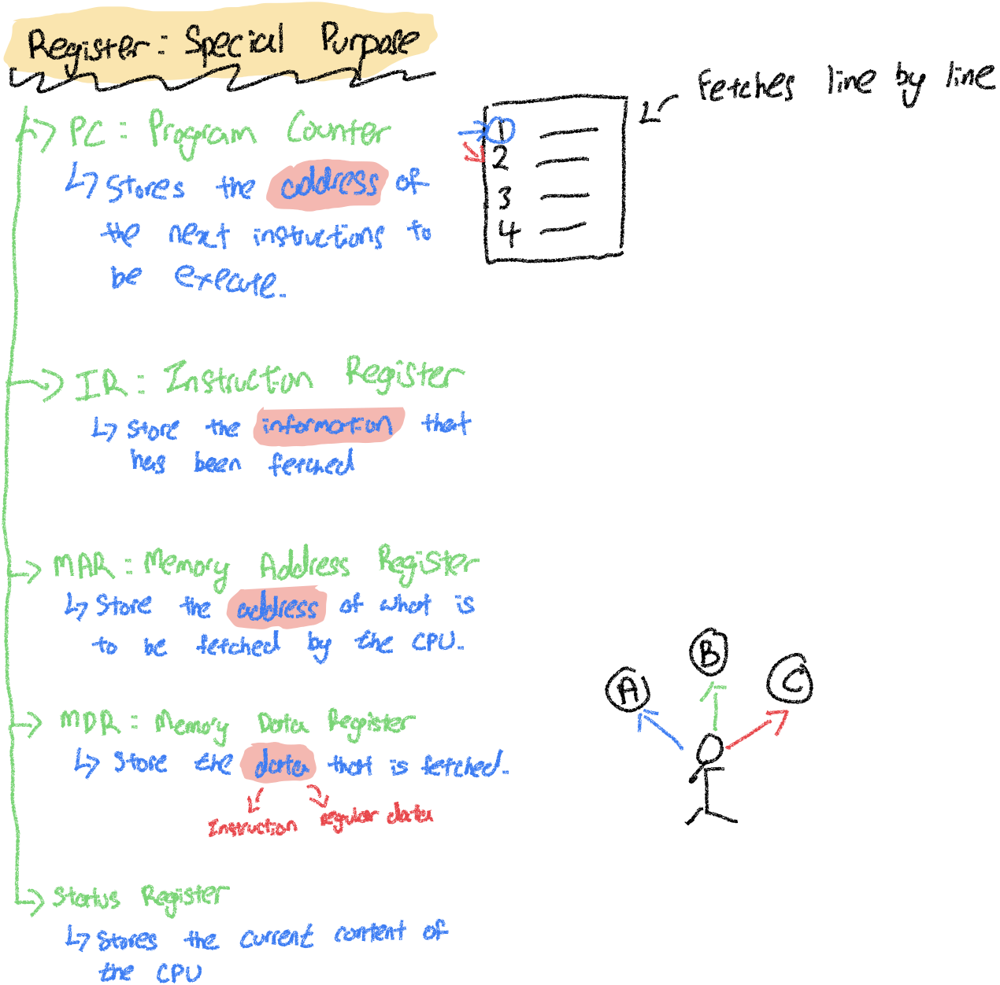 Register: Special Purpose
Fetches line by line
PC: Program Counter
Stores the address of
the next instuctions to
be execute.
1
2
3
4
IR: Instruction Register
Store the information that
has been fetched
MAR: Memory Address Register
Store the address of what is
to be fetched by the CPU.
A
B
C
MDR: Memory Data Register
Store the data that is fetched.
Instruction regular data
Status Register
Stores the current content of
the CPU